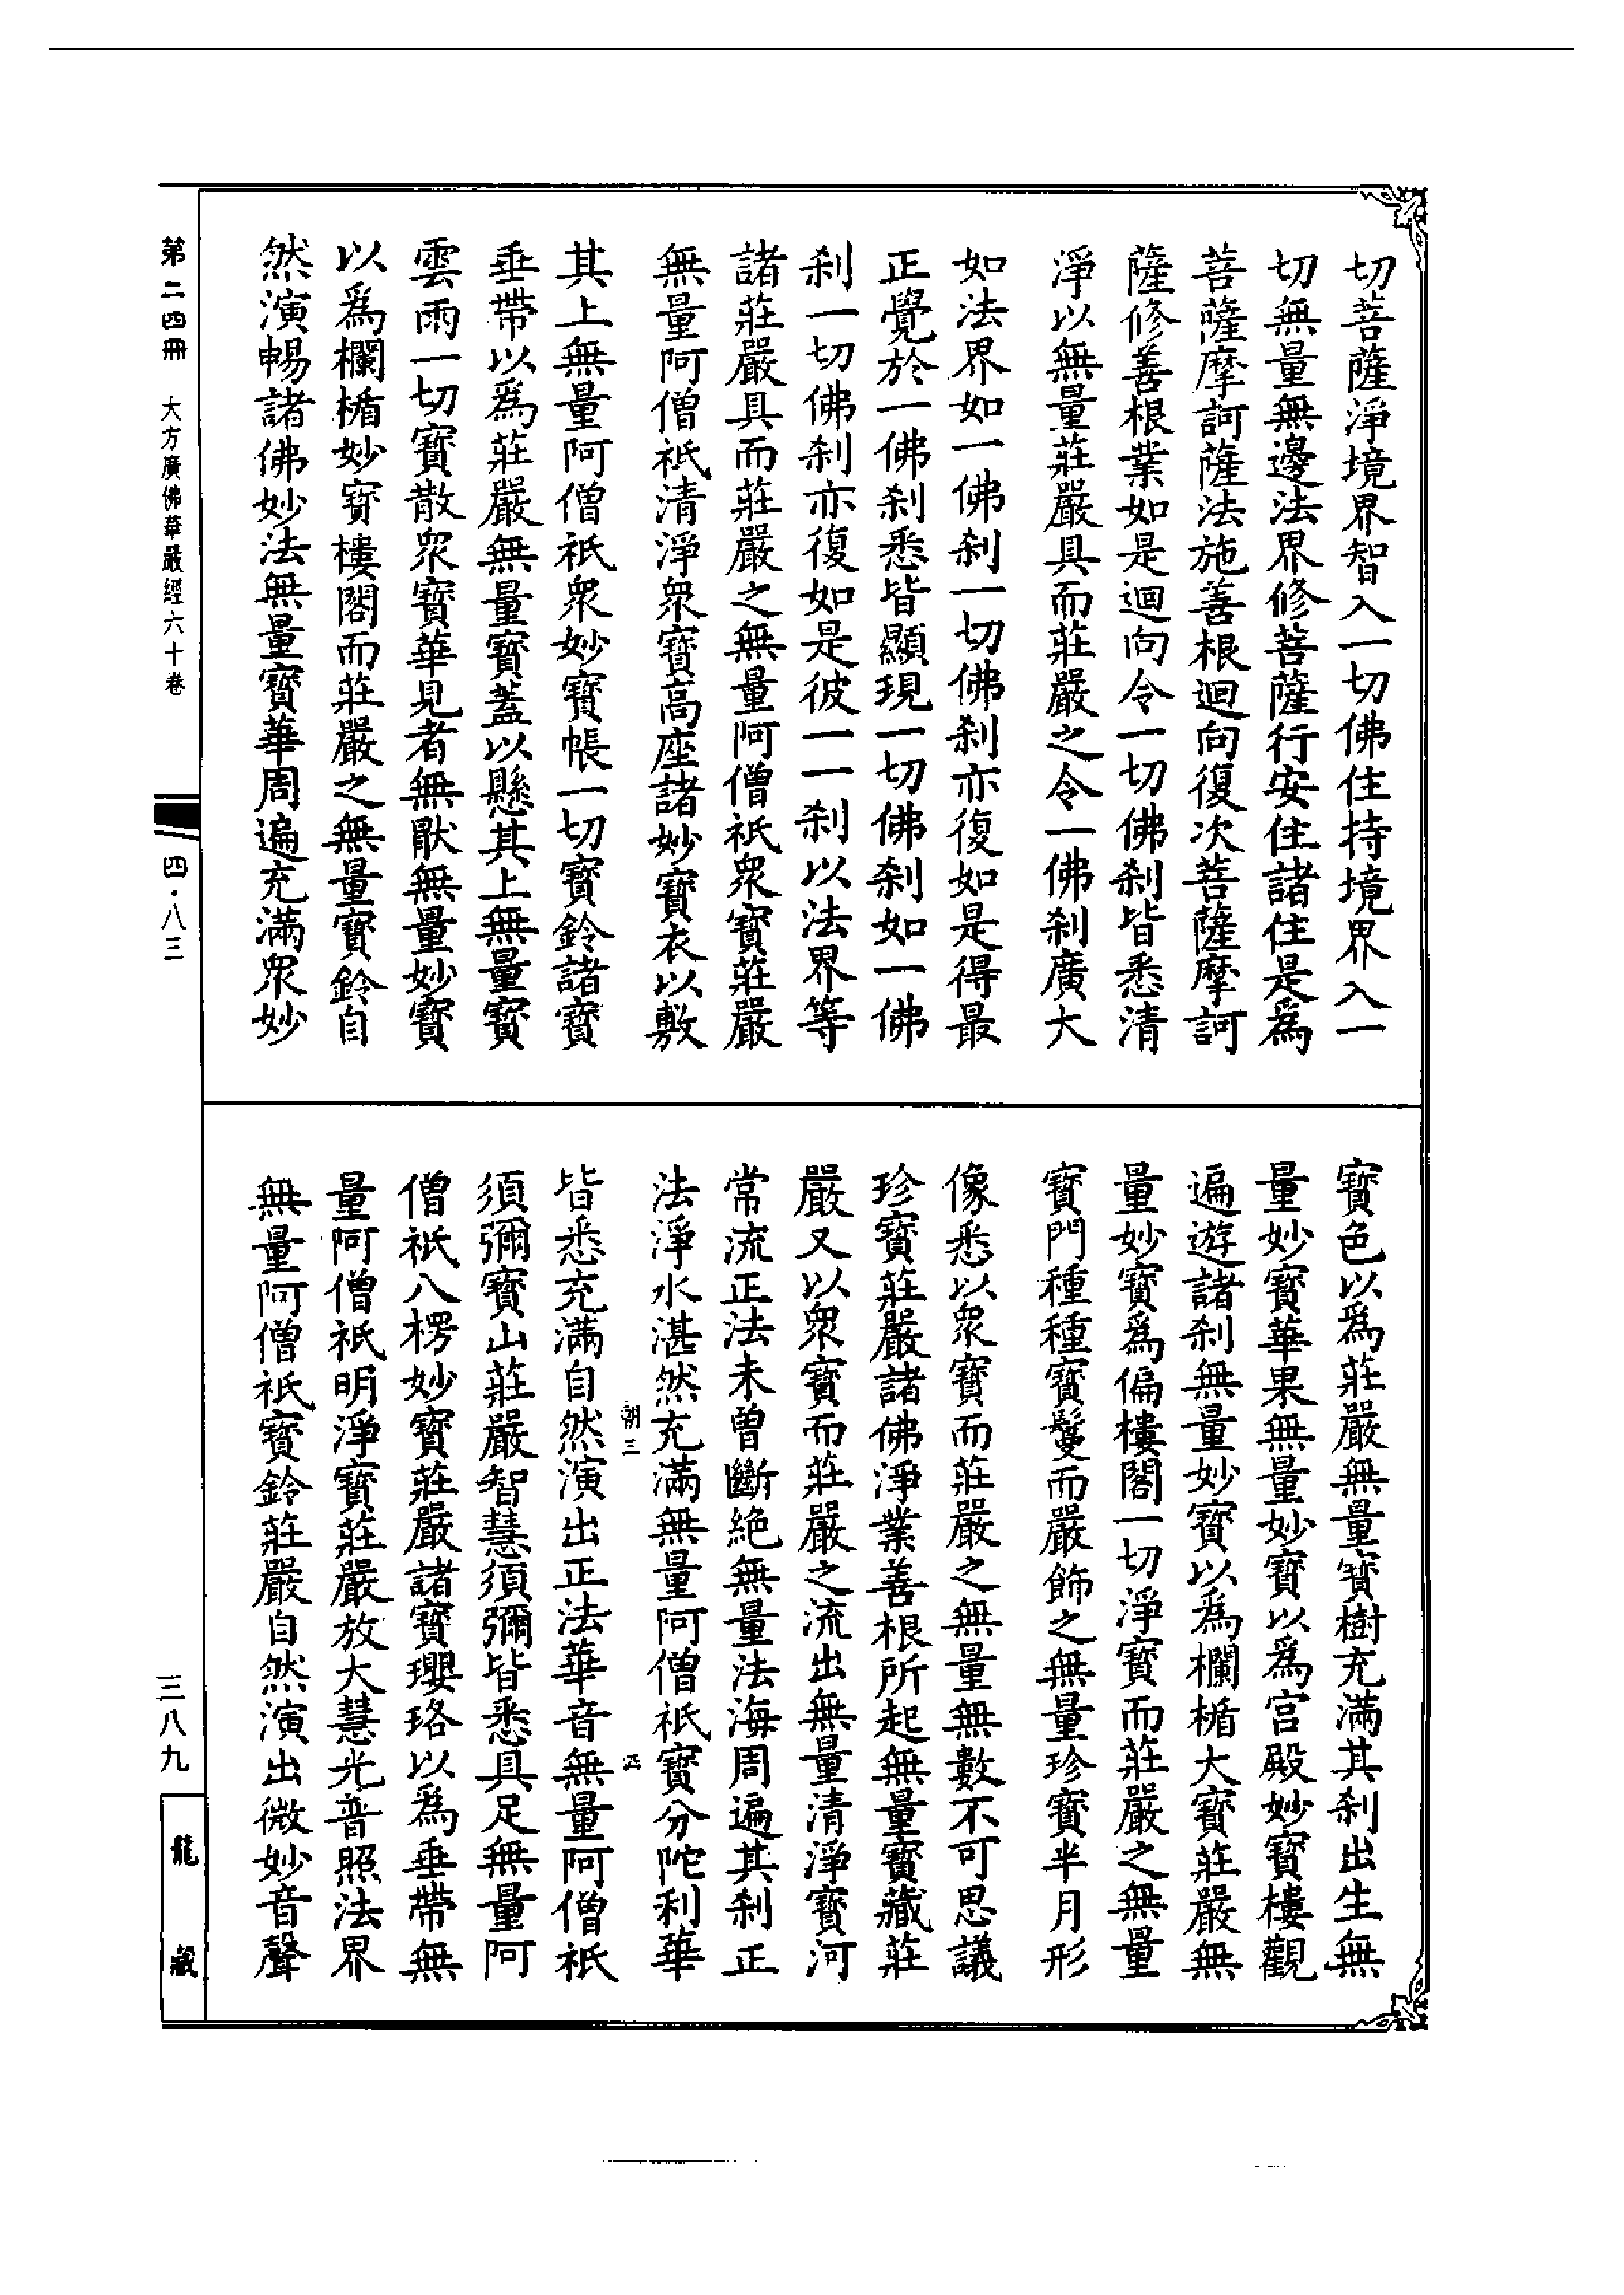 切菩薩淨境界智入一切佛住持境界入一
切無量無邊法界修菩薩行安住諸住是爲
菩薩摩訶薩法施善根迴向復次菩薩摩訶
薩修善根業如是迴向令一切佛刹皆悉清
淨以無量莊嚴具而莊嚴之令一佛刹廣大
如法界如一佛刹一切佛刹亦復如是得最
正覺於一佛刹悉皆顯現一切佛刹如一佛
刹一切佛刹亦復如是彼一一刹以法界等
諸莊嚴具而莊嚴之無量阿僧祇衆寶莊嚴
無量阿僧祇清淨衆寶高座諸妙寶衣以敷
其上無量阿僧祇衆妙寶帳一切寶鈴諸寶
垂帶以爲莊嚴無量寶蓋以懸其上無量寶
雲雨一切寶散衆寶華見者無猒無量妙寶
以爲欄楯妙寶樓閣而莊嚴之無量寶鈴自
然演暢諸佛妙法無量寶華周遍充滿衆妙
寶色以爲莊嚴無量寶樹充滿其刹出生無
量妙寶華果無量妙寶以爲宮殿妙寶樓觀
遍遊諸刹無量妙寶以爲欄楯大寶莊嚴無
量妙寶爲偏樓閣一切淨寶而莊嚴之無量
寶門種種寶鬘而嚴飾之無量珍寶半月形
像悉以衆寶而莊嚴之無量無數不可思議
珍寶莊嚴諸佛淨業善根所起無量寶藏莊
嚴又以衆寶而莊嚴之流出無量清淨寶河
常流正法未曾斷絶無量法海周遍其刹正
法淨水湛然充滿無量阿僧祇寶分陀利華
朝三
四
皆悉充滿自然演出正法華音無量阿僧祇
須彌寶山莊嚴智慧須彌皆悉具足無量阿
僧祇八楞妙寶莊嚴諸寶瓔珞以爲垂帶無
量阿僧祇明淨寶莊嚴放大慧光普照法界
無量阿僧祇寶鈴莊嚴自然演出微妙音聲
第二四冊 大方廣佛華嚴經六十卷
四·八三
三八九
龍藏